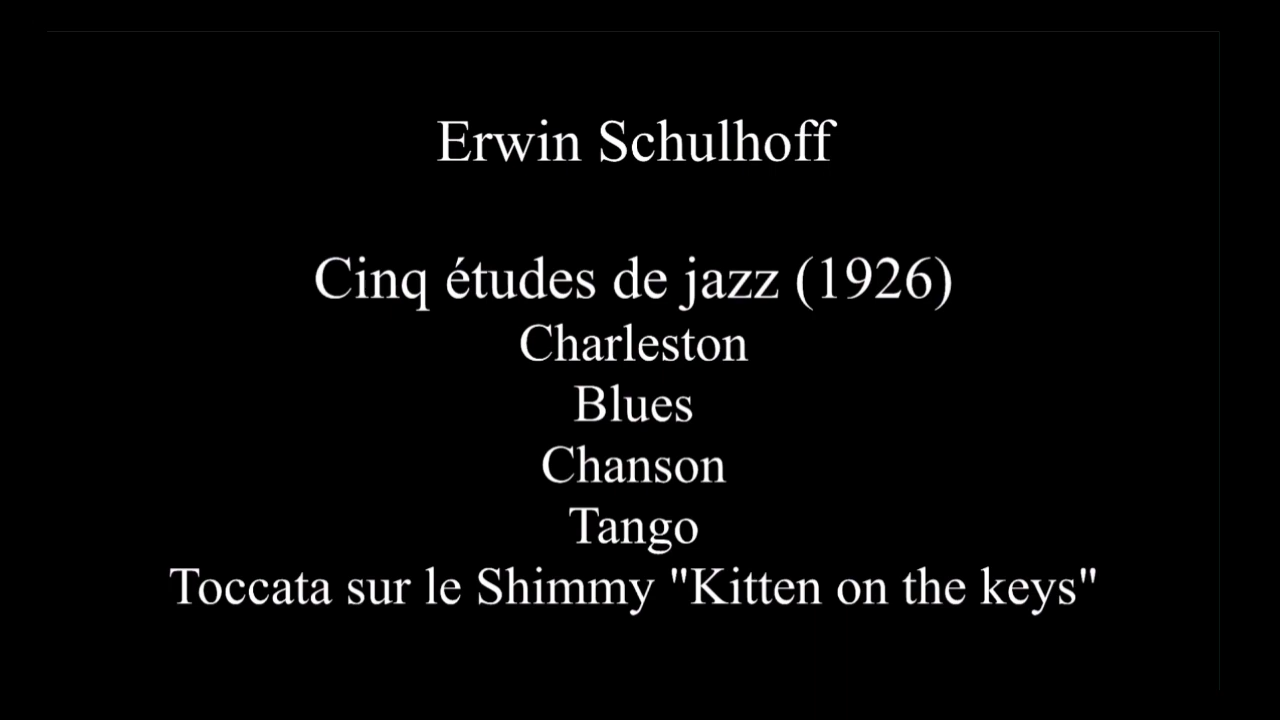 Erwin Schulhoff
Cinq études de jazz (1926)
Charleston
Blues
Chanson
Tango
Toccata sur le Shimmy "Kitten on the keys"